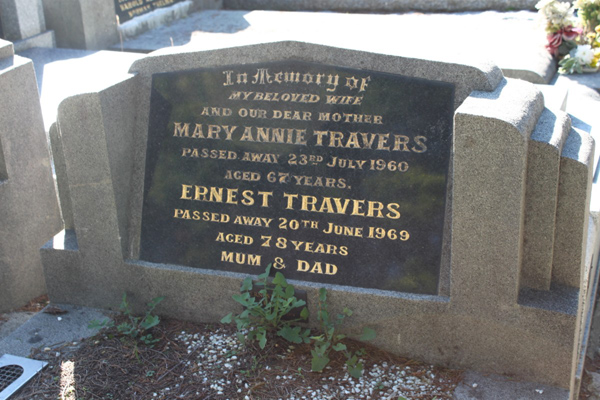 In Memory of
MY BELOVED WIFE
AND OUR DEAR MOTHER
MARY ANNIE TRAVERS
PASSED AWAY 23RD JULY 1960
AGED 67 YEARS.
ERNEST TRAVERS
PASSED AWAY 20TH JUNE 1969
AGED 78 YEARS
MUM & DAD